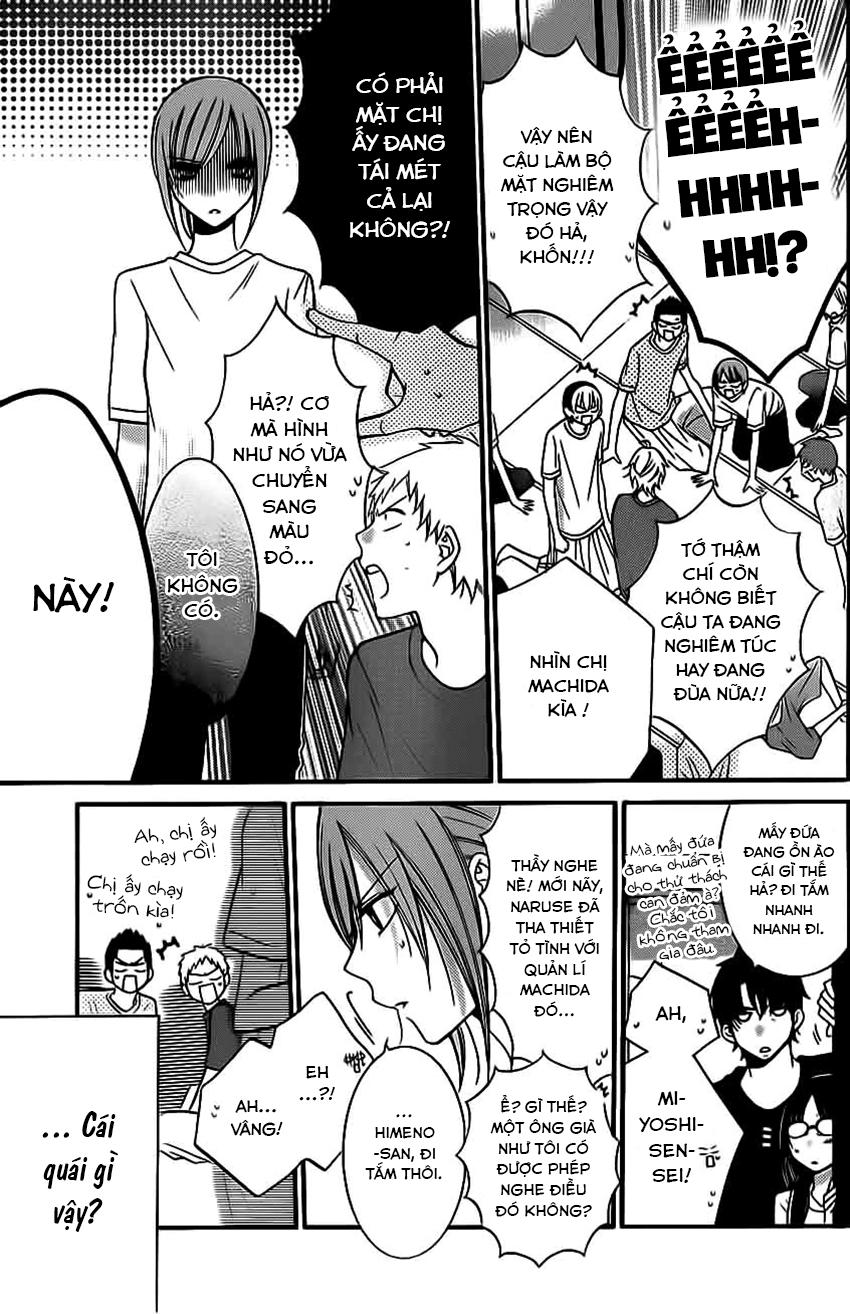 ỂỂỂỂỂỂ
ỂỂỂỂH-
HHHH-
HH!?
VẬY NÊN
CẬU LÀM BỘ
MẶT NGHIÊM
TRỌNG VẬY
ĐÓ HẢ,
KHỐN!!!
TỚ THẬM
CHÍ CÒN
KHÔNG BIẾT
CẬU TA ĐANG
NGHIÊM TÚC
HAY ĐANG
ĐÙA NỮA!!
NHÌN CHỊ
MACHIDA
KÌA !
CÓ PHẢI
MẶT CHỊ
ẤY ĐANG
TÁI MÉT
CẢ LẠI
KHÔNG?!
HẢ?! CƠ
MÀ HÌNH
NHƯ NÓ VỪA
CHUYỂN
SANG
MÀU
ĐỎ...
TÔI
KHÔNG
CÓ.
NÀY!
MẤY ĐỨA
ĐANG ỒN ÀO
CÁI GÌ THẾ
HẢ? ĐI TẮM
NHANH
NHANH ĐI.
Mà mấy đứa
đang chuẩn bị
cho thử thách
can đảm à?
Chắc tôi
không tham
gia đâu
AH,
MI-
YOSHI-
SEN-
SEI!
THẦY NGHE
NÈ! MỚI NÃY,
NARUSE ĐÃ
THA THIẾT
TỎ TÌNH VỚI
QUẢN LÍ
MACHIDA
ĐÓ...
Ể? GÌ THẾ?
MỘT ÔNG GIÀ
NHƯ TÔI CÓ
ĐƯỢC PHÉP
NGHE ĐIỀU
ĐÓ KHÔNG?
...
HIMENO
-SAN, ĐI
TẮM THÔI.
EH
...?!
AH...
VÂNG!
Ah, chị ấy
chạy rồi!
Chị ấy chạy
trốn kìa!
... Cái
quái gì
vậy?